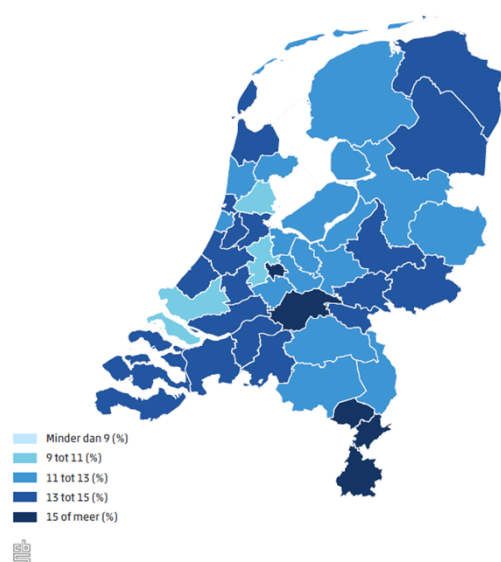 Minder dan 9 (%)
9 tot 11 (%)
11 tot 13 (%)
13 tot 15 (%)
15 of meer (%)